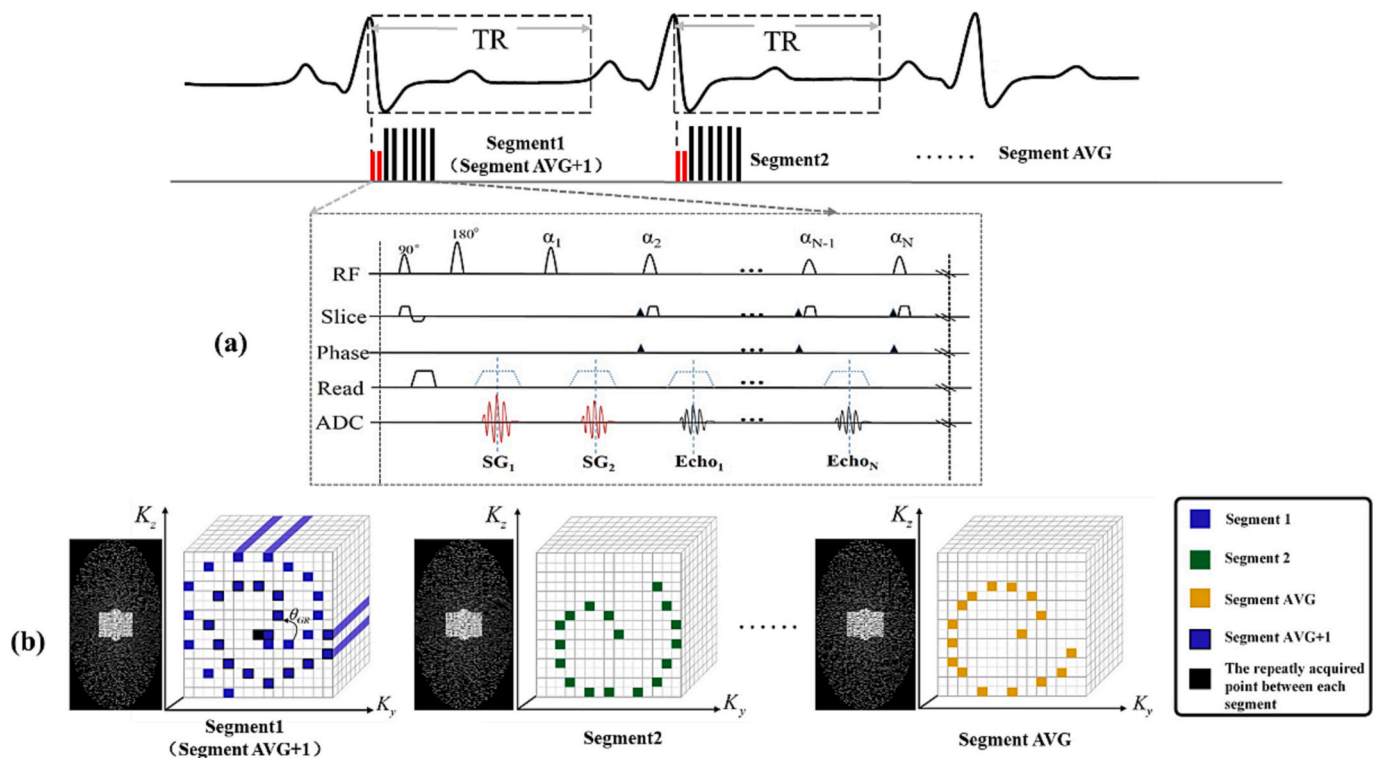 TR
TR
Segment1
（Segment AVG+1）
Segment2
...... Segment AVG
90°
180°
α₁
α₂
αN-1
αN
RF
...
Slice
...
(a)
Phase
...
Read
...
ADC
...
SG₁
SG₂
Echo₁
EchoN
Kz
Kz
Kz
θGR
......
(b)
Ky
Ky
Ky
Segment1
（Segment AVG+1）
Segment2
Segment AVG
Segment 1
Segment 2
Segment AVG
Segment AVG+1
The repeatly acquired
point between each
segment